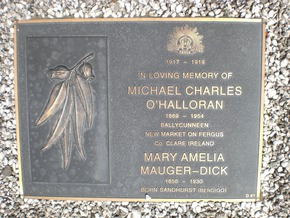 1917 - 1918
IN LOVING MEMORY OF
MICHAEL CHARLES
O'HALLORAN
1869 - 1954
BALLYCUNNEEN
NEW MARKET ON FERGUS
Co. CLARE IRELAND
MARY AMELIA
MAUGER-DICK
1930
BORN SANDHURST (BENDIGO)